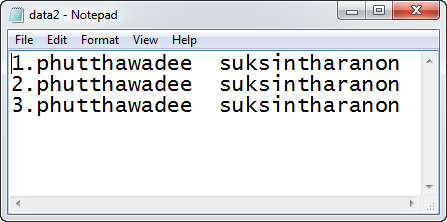 data2 - Notepad
File Edit Format View Help
1.phutthawadee  suksintharanon
2.phutthawadee  suksintharanon
3.phutthawadee  suksintharanon